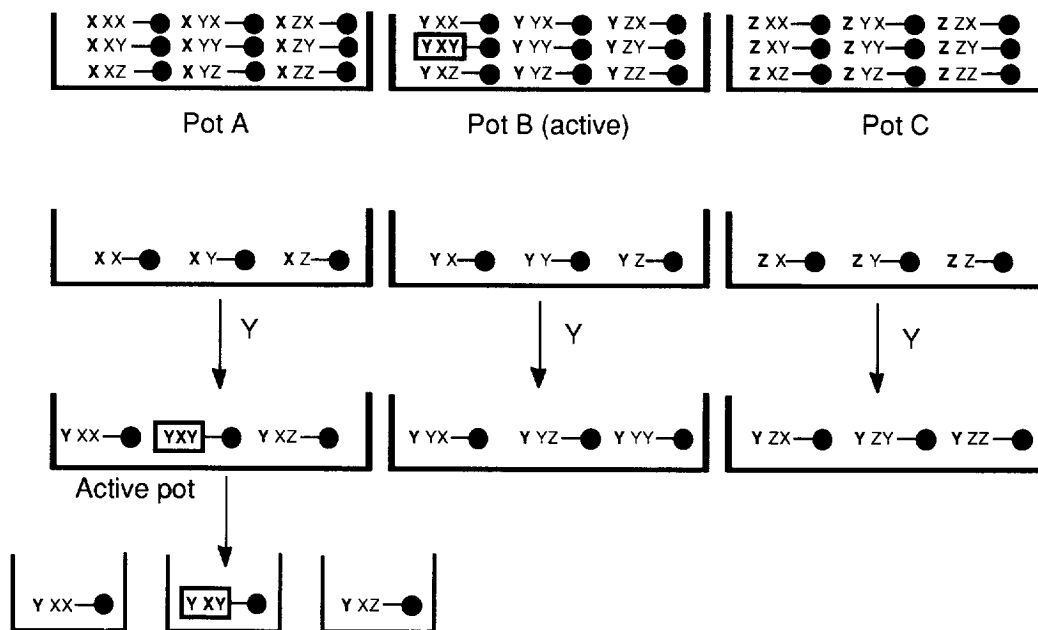 X XX X YX X ZX Y XX Y YX Y ZX Z XX Z YX Z ZX
X XY X YY X ZY Y XY Y YY Y ZY Z XY Z YY Z ZY
X XZ X YZ X ZZ Y XZ Y YZ Y ZZ Z XZ Z YZ Z ZZ
Pot A Pot B (active) Pot C
X X X Y X Z Y X Y Y Y Z Z X Z Y Z Z
Y Y Y
Y XX YXY Y XZ Y YX Y YZ Y YY Y ZX Y ZY Y ZZ
Active pot
Y XX Y XY Y XZ